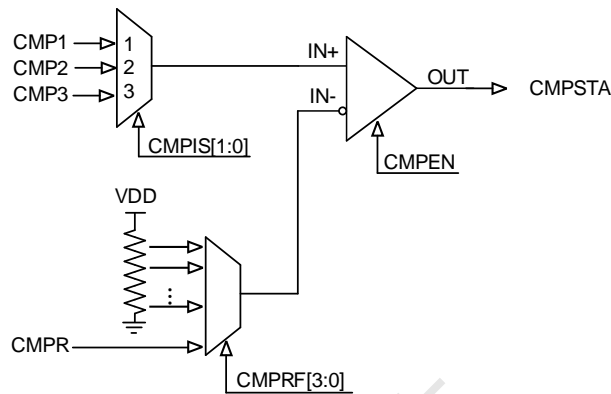 CMP1
1
CMP2
2
CMP3
3
IN+
OUT
CMPSTA
IN-
CMPIS[1:0]
CMPEN
VDD
CMPR
CMPRF[3:0]